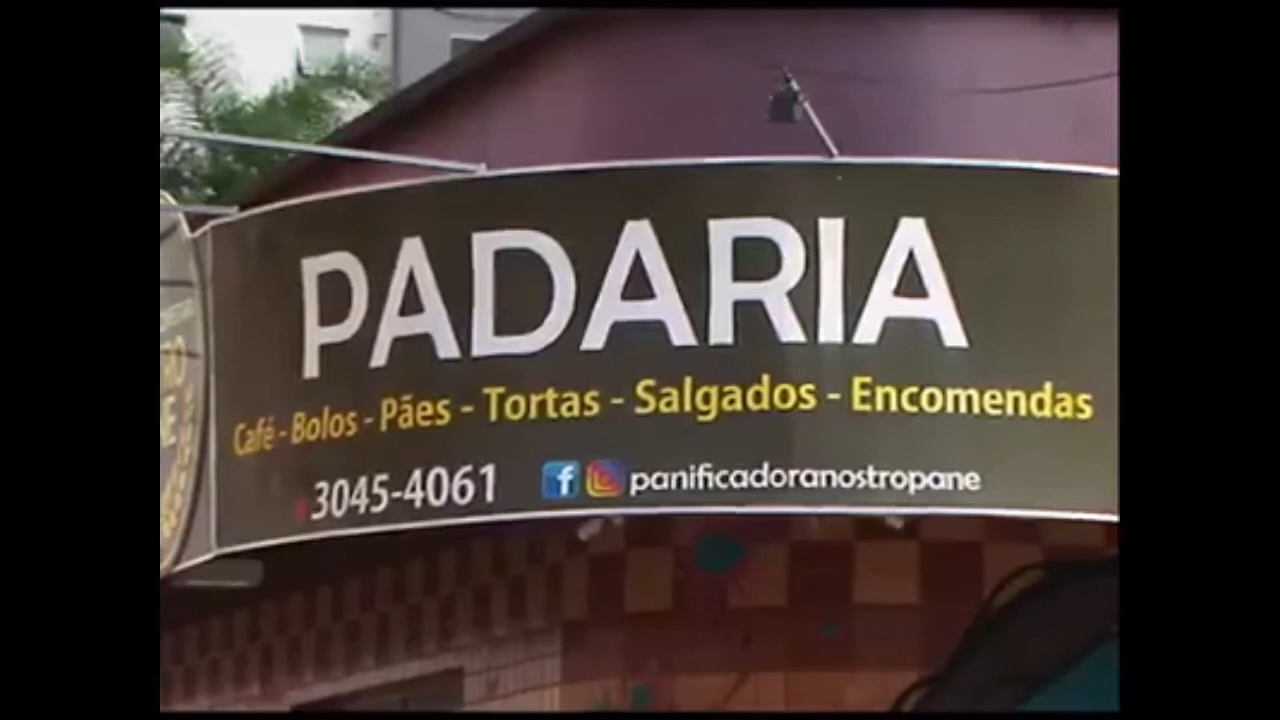 PADARIA
Café - Bolos - Pães - Tortas - Salgados - Encomendas
3045-4061 panificadoranostropane